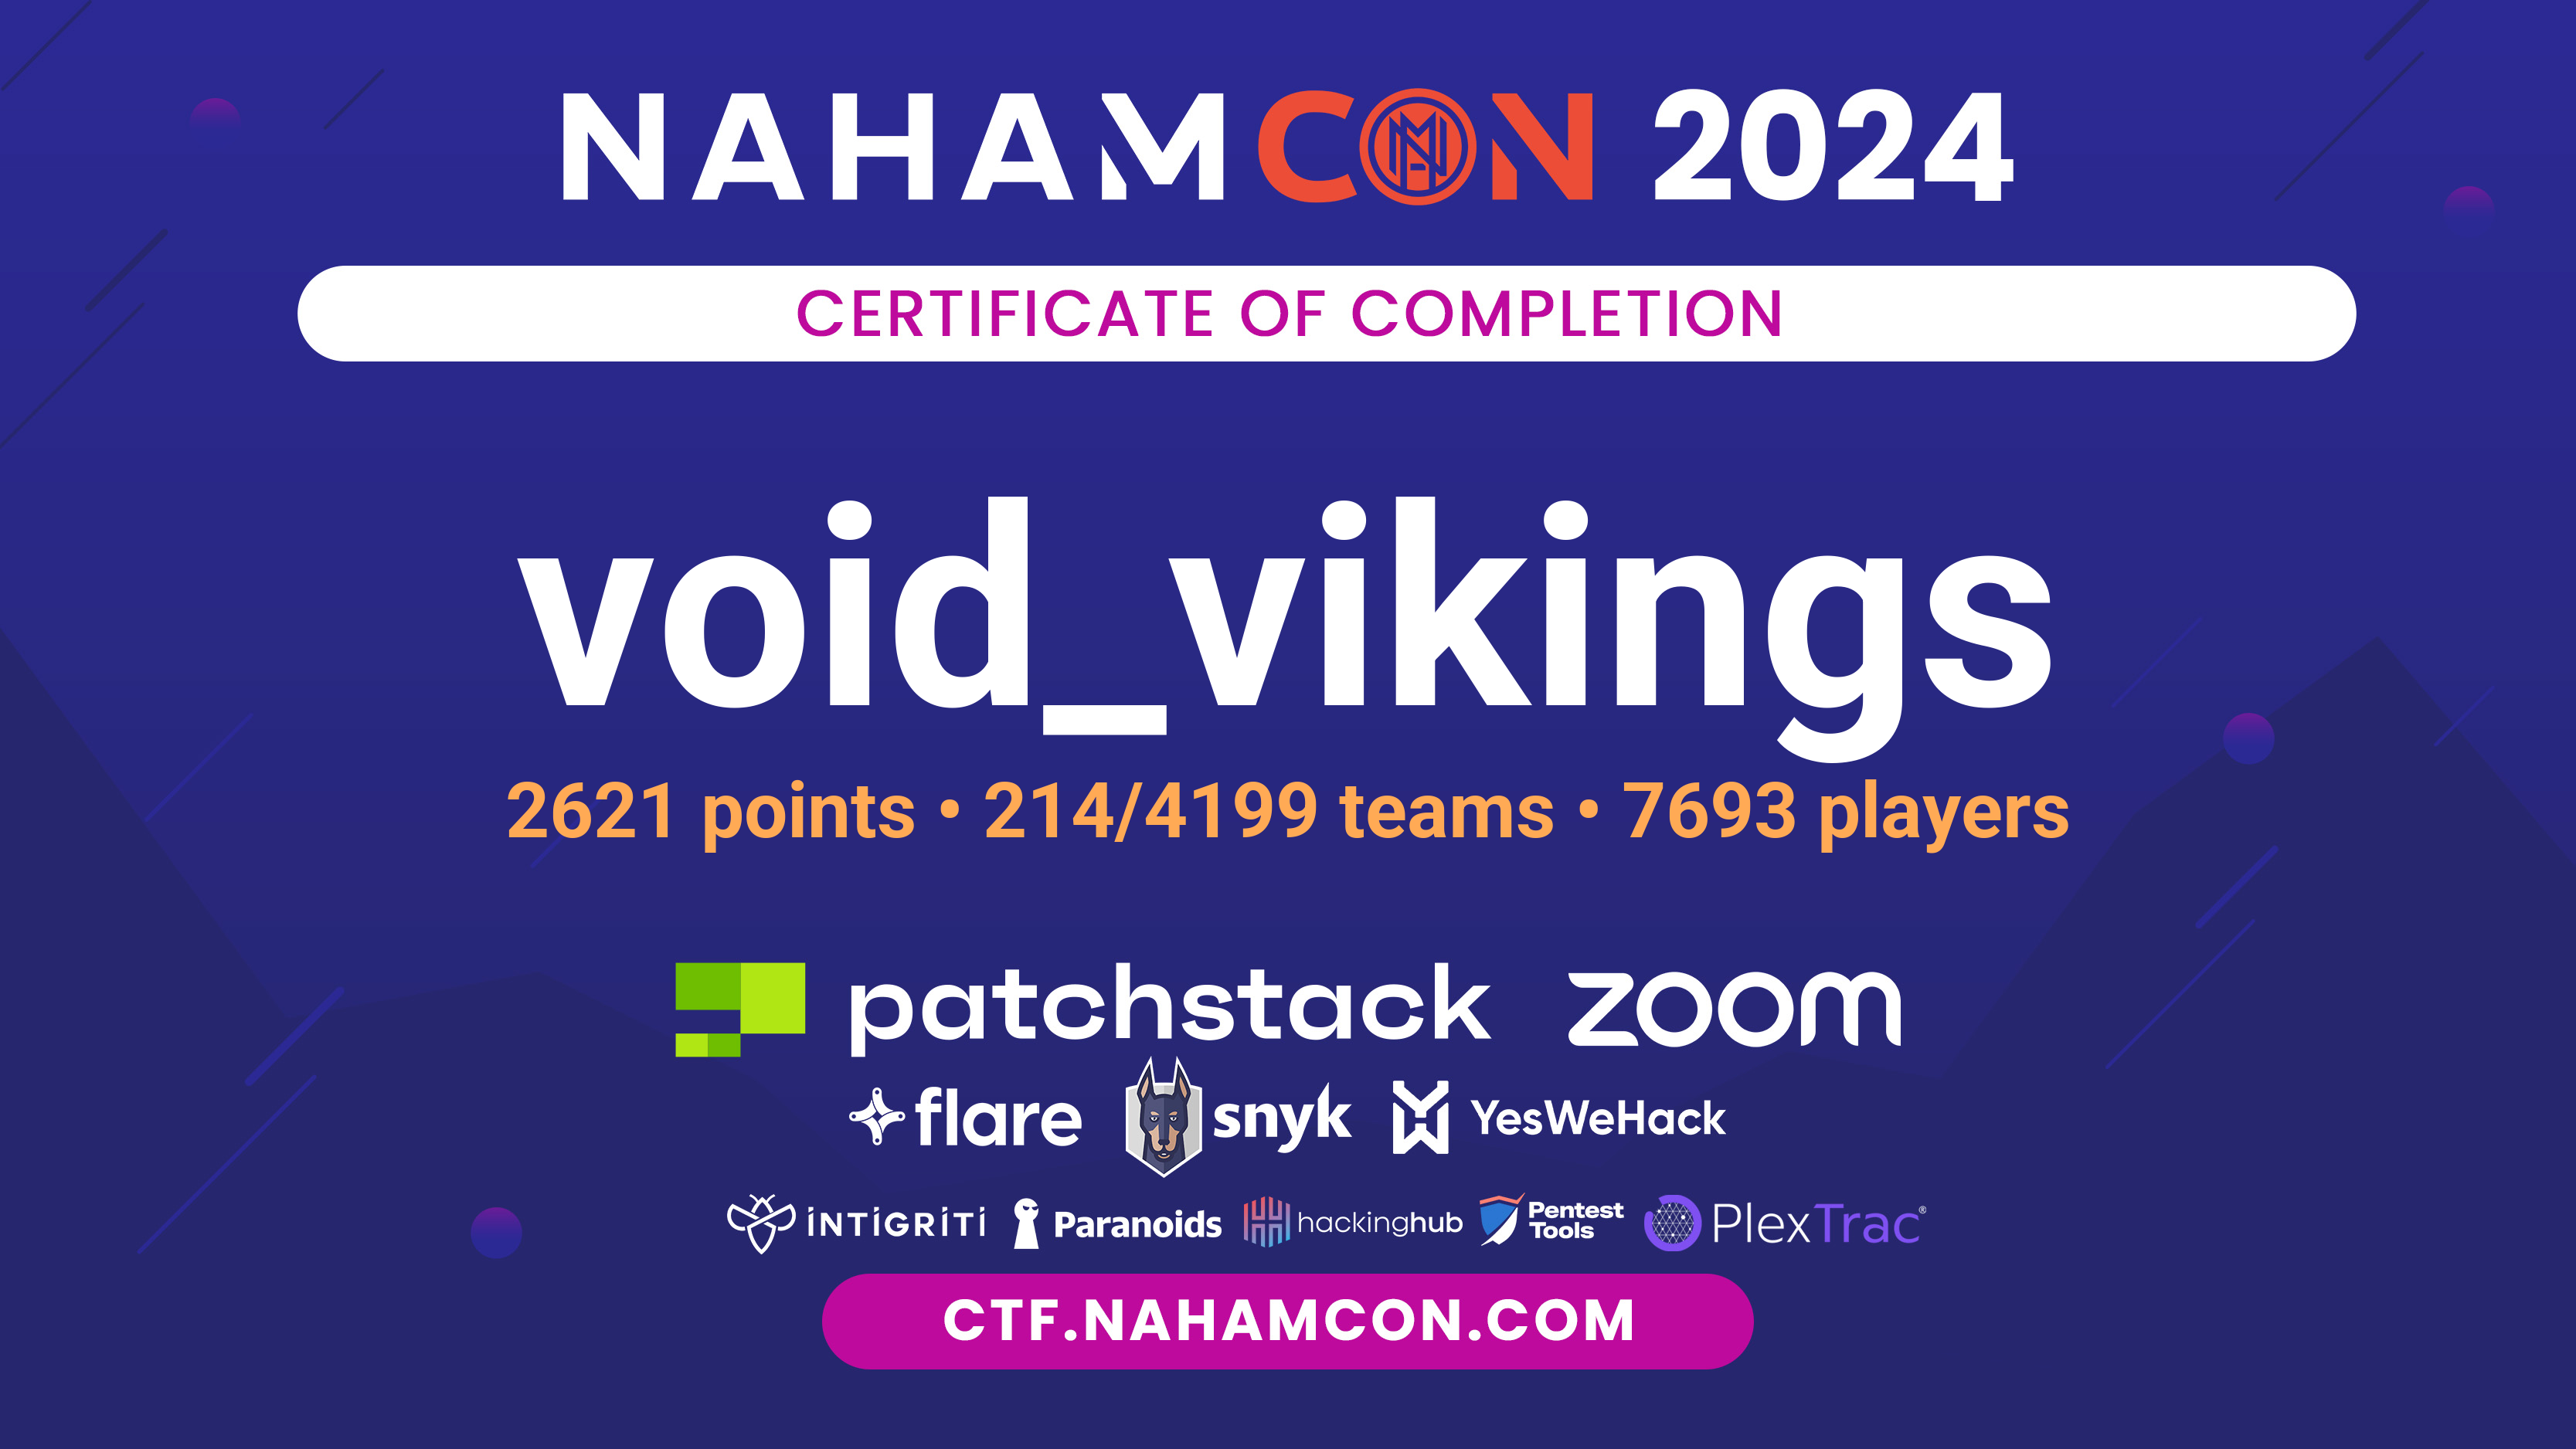 NAHAMCON 2024
CERTIFICATE OF COMPLETION
void_vikings
2621 points • 214/4199 teams • 7693 players
patchstack zoom
flare snyk YesWeHack
INTIGRITI Paranoids hackinghub Pentest Tools PlexTrac®
CTF.NAHAMCON.COM